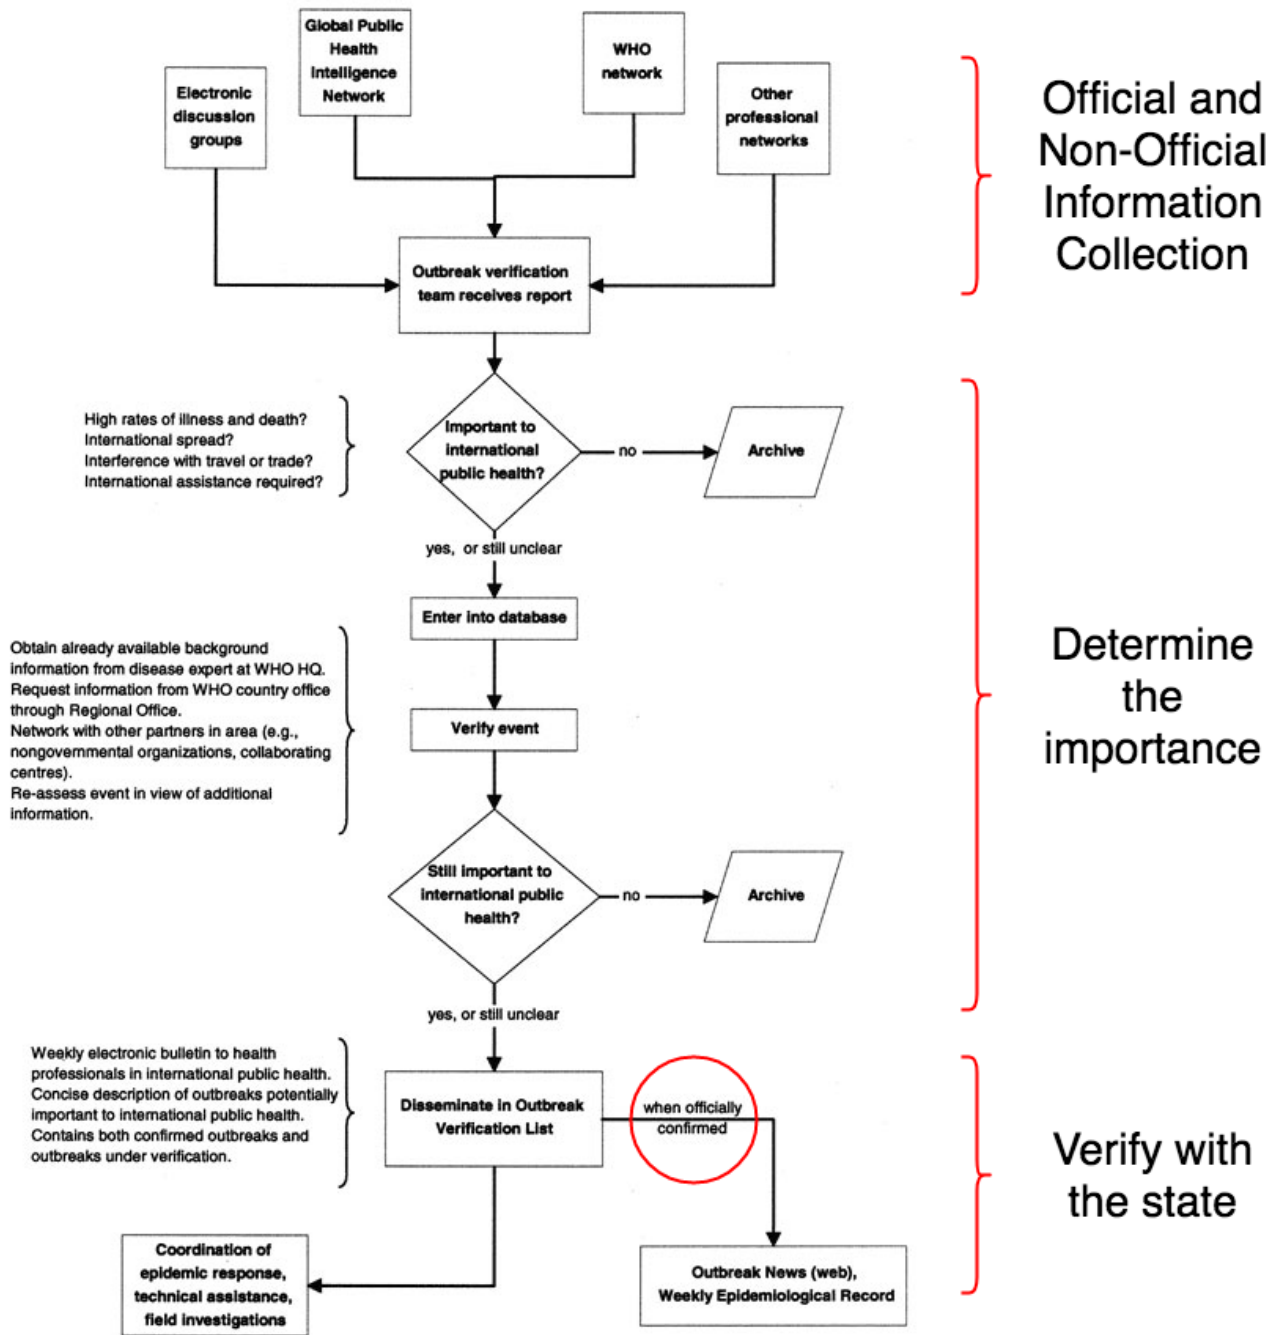 Global Public
Health
Intelligence
Network
WHO
network
Electronic
discussion
groups
Other
professional
networks
Official and
Non-Official
Information
Collection
Outbreak verification
team receives report
High rates of illness and death?
International spread?
Interference with travel or trade?
International assistance required?
Important to
international
public health?
no
Archive
yes, or still unclear
Enter into database
Obtain already available background
information from disease expert at WHO HQ.
Request information from WHO country office
through Regional Office.
Network with other partners in area (e.g.,
nongovernmental organizations, collaborating
centres).
Re-assess event in view of additional
information.
Verify event
Determine
the
importance
Still important to
international public
health?
no
Archive
yes, or still unclear
Weekly electronic bulletin to health
professionals in international public health.
Concise description of outbreaks potentially
important to international public health.
Contains both confirmed outbreaks and
outbreaks under verification.
Disseminate in Outbreak
Verification List
when officially
confirmed
Verify with
the state
Coordination of
epidemic response,
technical assistance,
field investigations
Outbreak News (web),
Weekly Epidemiological Record